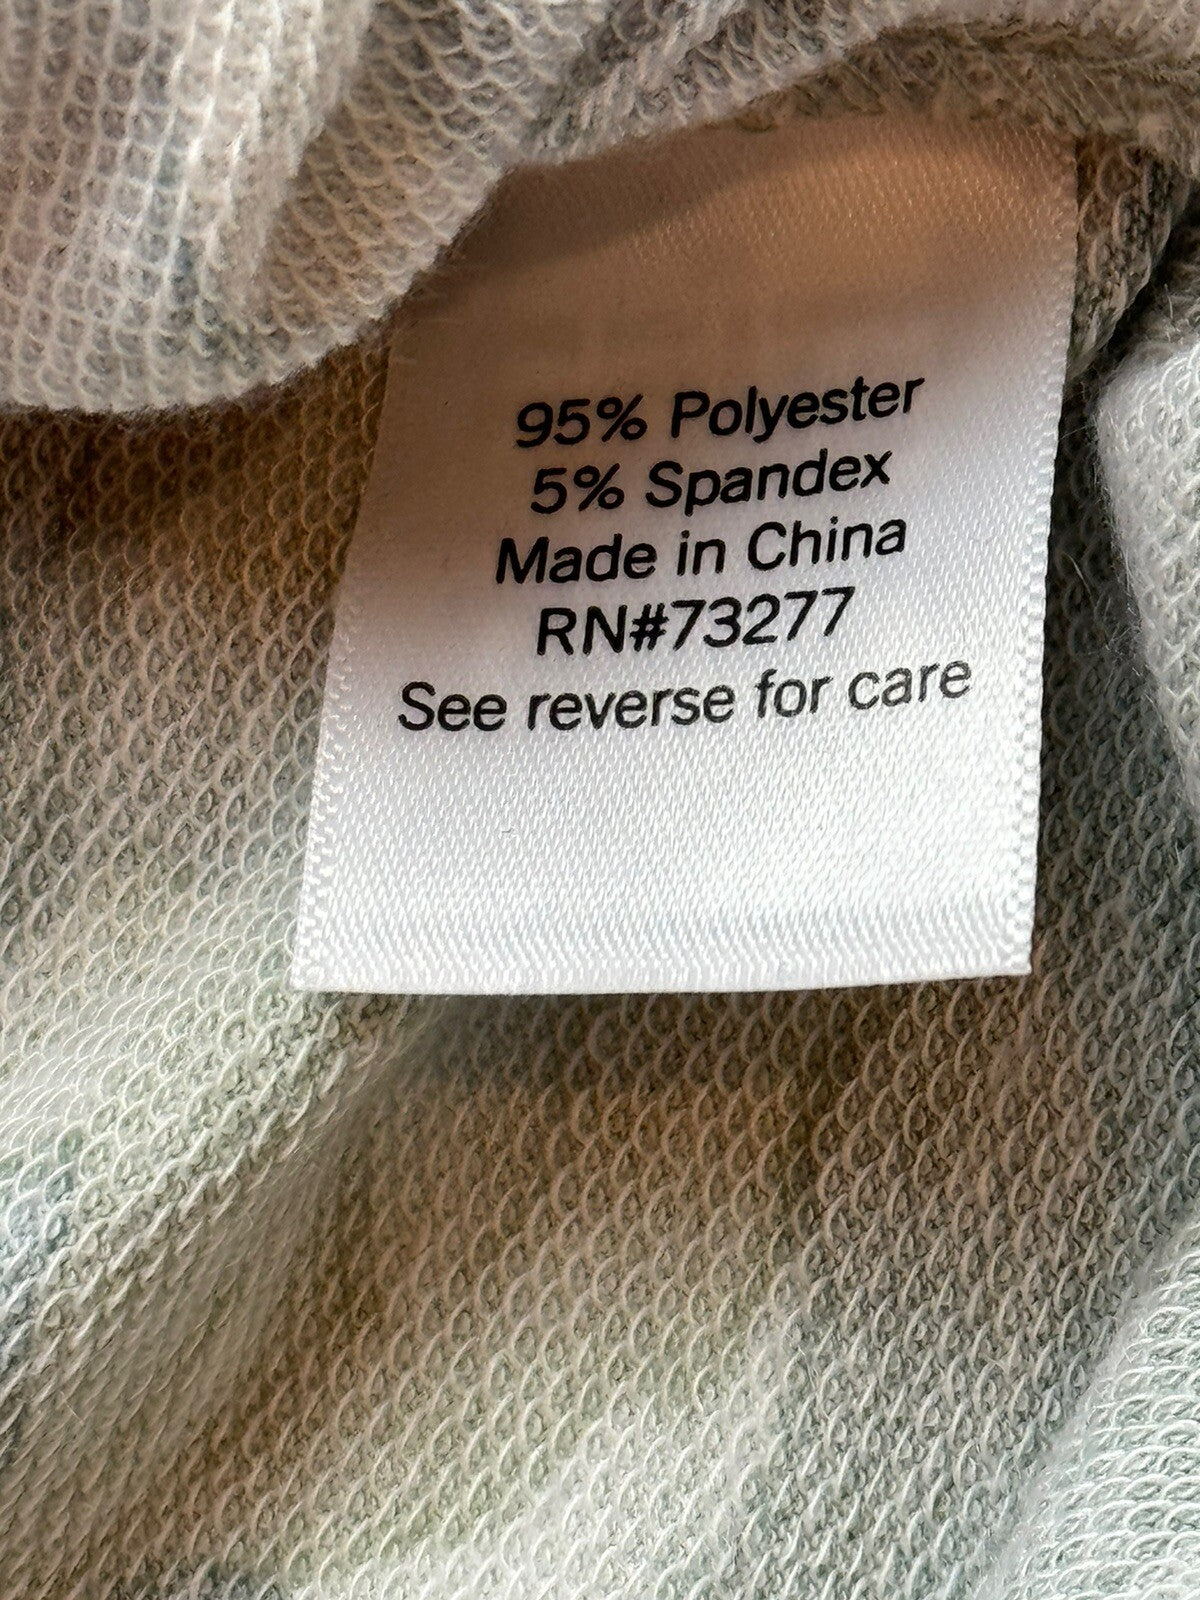 95% Polyester
5% Spandex
Made in China
RN#73277
See reverse for care